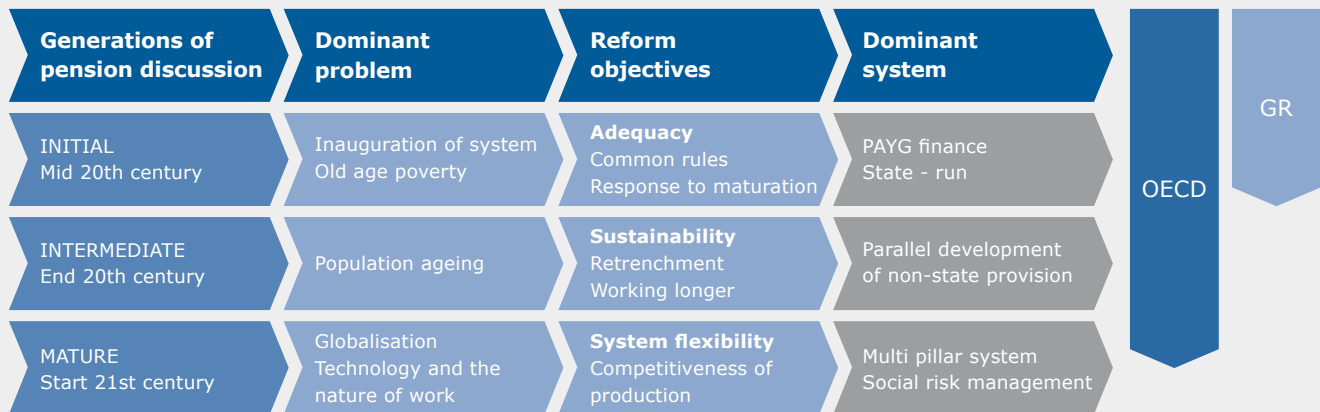 Generations of
pension discussion
Dominant
problem
Reform
objectives
Dominant
system
OECD
GR
INITIAL
Mid 20th century
Inauguration of system
Old age poverty
Adequacy
Common rules
Response to maturation
PAYG finance
State - run
INTERMEDIATE
End 20th century
Population ageing
Sustainability
Retrenchment
Working longer
Parallel development
of non-state provision
MATURE
Start 21st century
Globalisation
Technology and the
nature of work
System flexibility
Competitiveness of
production
Multi pillar system
Social risk management